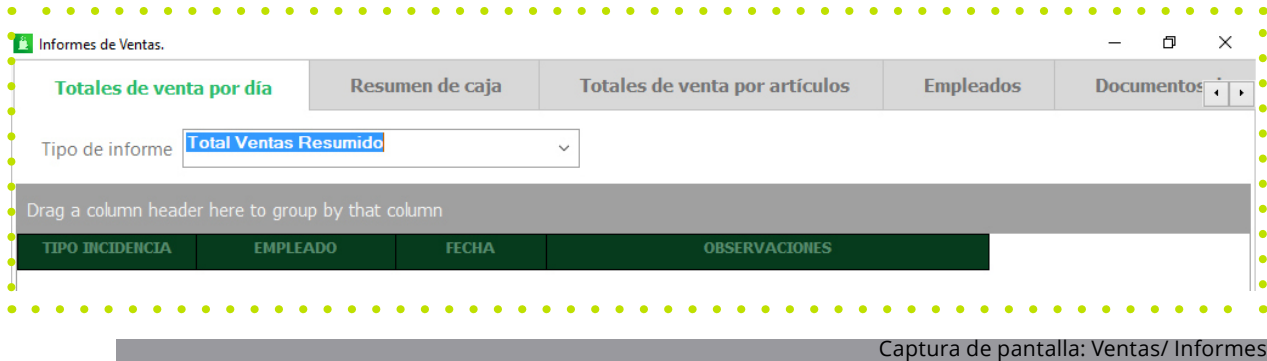 Informes de Ventas.
Totales de venta por día Resumen de caja Totales de venta por artículos Empleados Documentos
Tipo de informe Total Ventas Resumido
Drag a column header here to group by that column
TIPO INCIDENCIA EMPLEADO FECHA OBSERVACIONES
Captura de pantalla: Ventas/ Informes